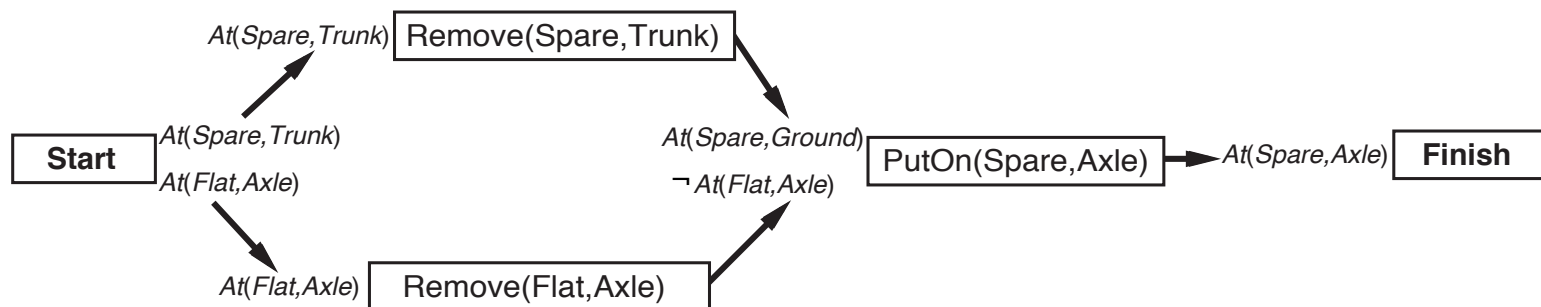 At(Spare,Trunk) Remove(Spare,Trunk)
Start
At(Spare,Trunk)
At(Flat,Axle)
At(Spare,Ground)
¬ At(Flat,Axle)
PutOn(Spare,Axle)
At(Spare,Axle) Finish
At(Flat,Axle) Remove(Flat,Axle)